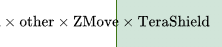 × other × ZMove × TeraShield